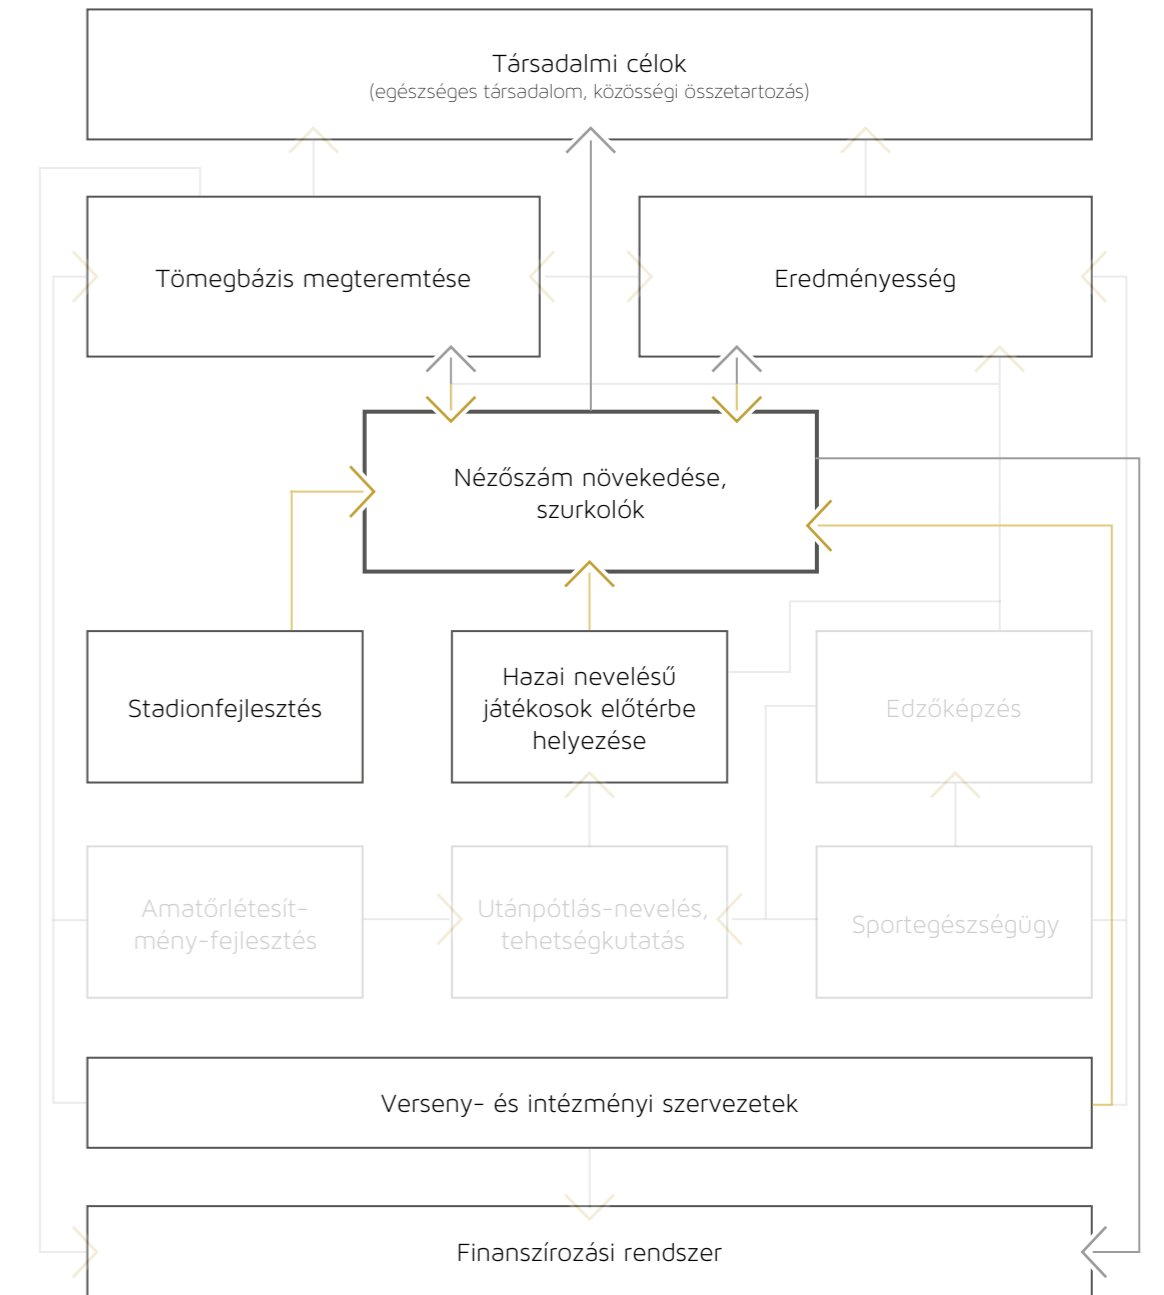 Társadalmi célok
(egészséges társadalom, közösségi összetartozás)
Tömegbázis megteremtése
Eredményesség
Nézőszám növekedése,
szurkolók
Stadionfejlesztés
Hazai nevelésű
játékosok előtérbe
helyezése
Edzőképzés
Amatőrlétesít-
mény-fejlesztés
Utánpótlás-nevelés,
tehetségkutatás
Sportegészségügy
Verseny- és intézményi szervezetek
Finanszírozási rendszer